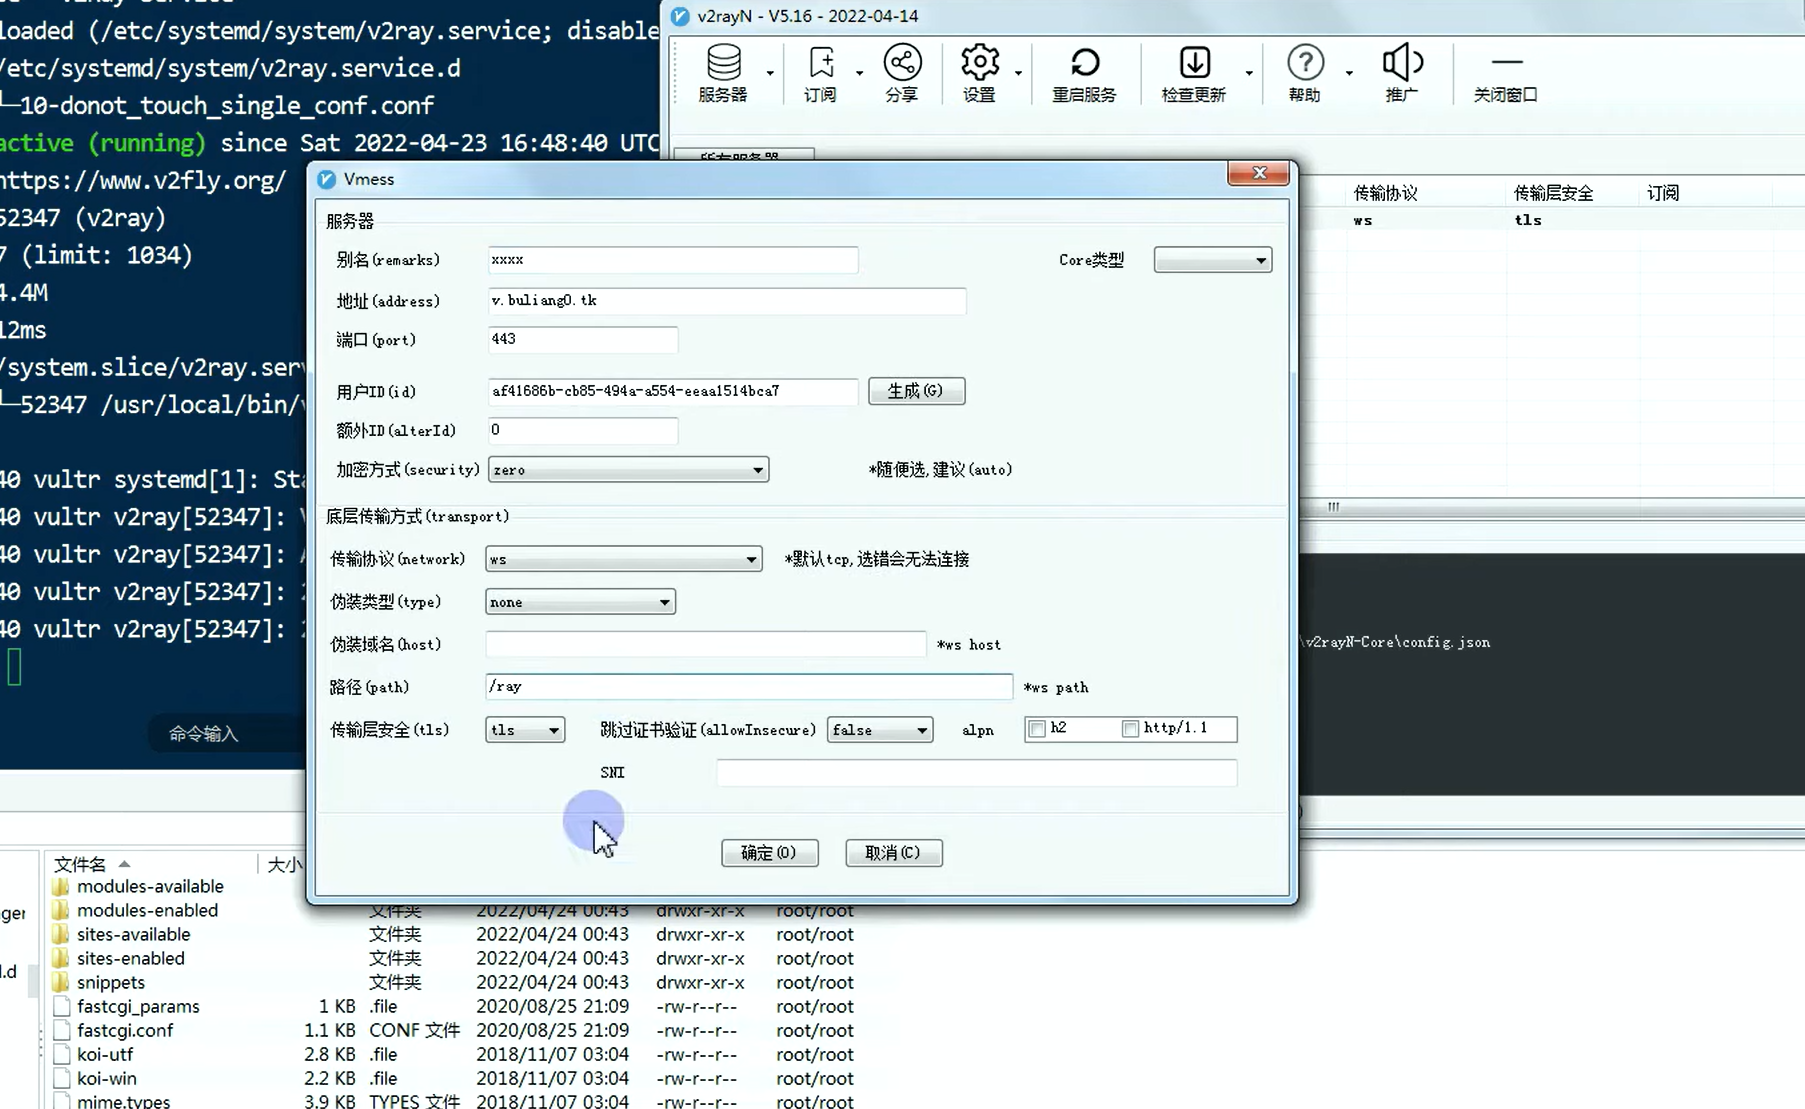 loaded (/etc/systemd/system/v2ray.service; disable
/etc/systemd/system/v2ray.service.d
└─10-donot_touch_single_conf.conf
active (running) since Sat 2022-04-23 16:48:40 UTC
https://www.v2fly.org/
52347 (v2ray)
7 (limit: 1034)
4.4M
12ms
/system.slice/v2ray.serv
└─52347 /usr/local/bin/v
40 vultr systemd[1]: Sta
40 vultr v2ray[52347]:
40 vultr v2ray[52347]:
40 vultr v2ray[52347]:
40 vultr v2ray[52347]:
命令输入
v2rayN - V5.16 - 2022-04-14
服务器 订阅 分享 设置 重启服务 检查更新 帮助 推广 关闭窗口
所有服务器
传输协议 传输层安全 订阅
ws tls
\v2rayN-Core\config.json
Vmess
服务器
别名(remarks) xxxx Core类型
地址(address) v.buliang0.tk
端口(port) 443
用户ID(id) af41686b-cb85-494a-a554-eeaa1514bca7 生成(G)
额外ID(alterId) 0
加密方式(security) zero *随便选,建议(auto)
底层传输方式(transport)
传输协议(network) ws *默认tcp,选错会无法连接
伪装类型(type) none
伪装域名(host) *ws host
路径(path) /ray *ws path
传输层安全(tls) tls 跳过证书验证(allowInsecure) false alpn h2 http/1.1
SNI
确定(O) 取消(C)
文件名 大小
modules-available
modules-enabled 文件夹 2022/04/24 00:43 drwxr-xr-x root/root
sites-available 文件夹 2022/04/24 00:43 drwxr-xr-x root/root
sites-enabled 文件夹 2022/04/24 00:43 drwxr-xr-x root/root
snippets 文件夹 2022/04/24 00:43 drwxr-xr-x root/root
fastcgi_params 1 KB .file 2020/08/25 21:09 -rw-r--r-- root/root
fastcgi.conf 1.1 KB CONF 文件 2020/08/25 21:09 -rw-r--r-- root/root
koi-utf 2.8 KB .file 2018/11/07 03:04 -rw-r--r-- root/root
koi-win 2.2 KB .file 2018/11/07 03:04 -rw-r--r-- root/root
mime.types 3.9 KB TYPES 文件 2018/11/07 03:04 -rw-r--r-- root/root